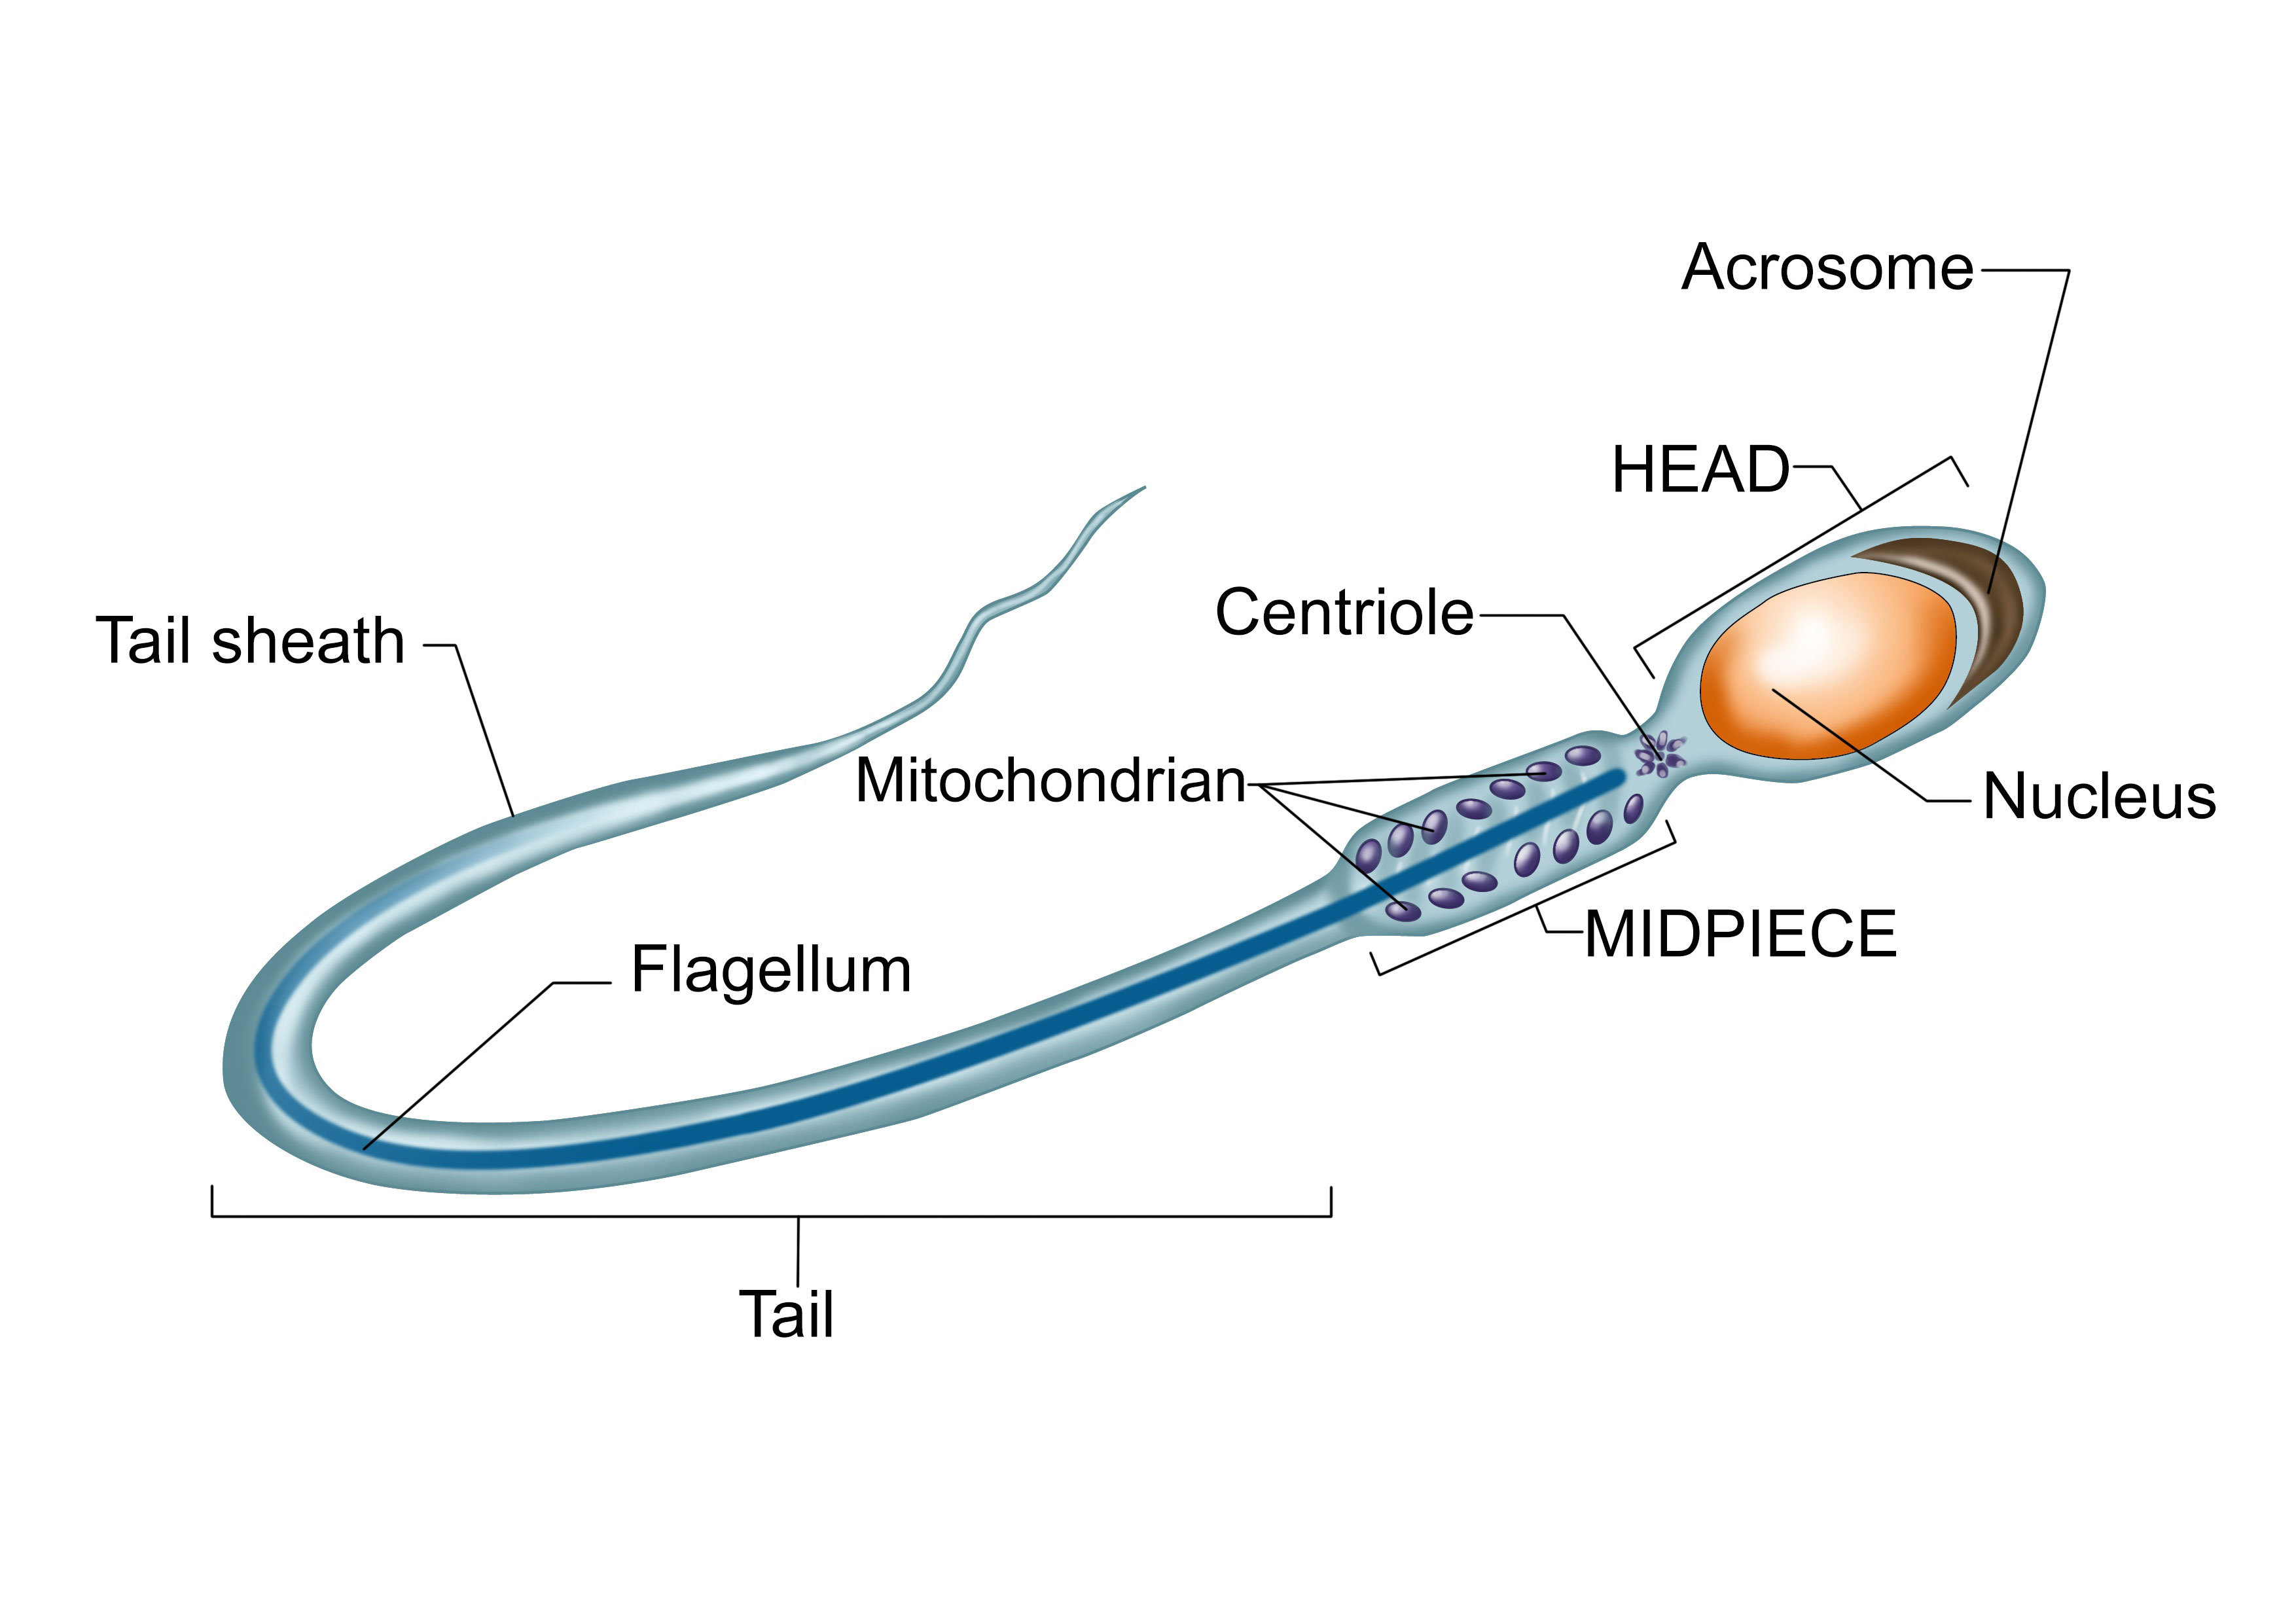 Acrosome
HEAD
Centriole
Tail sheath
Mitochondrian
Nucleus
MIDPIECE
Flagellum
Tail